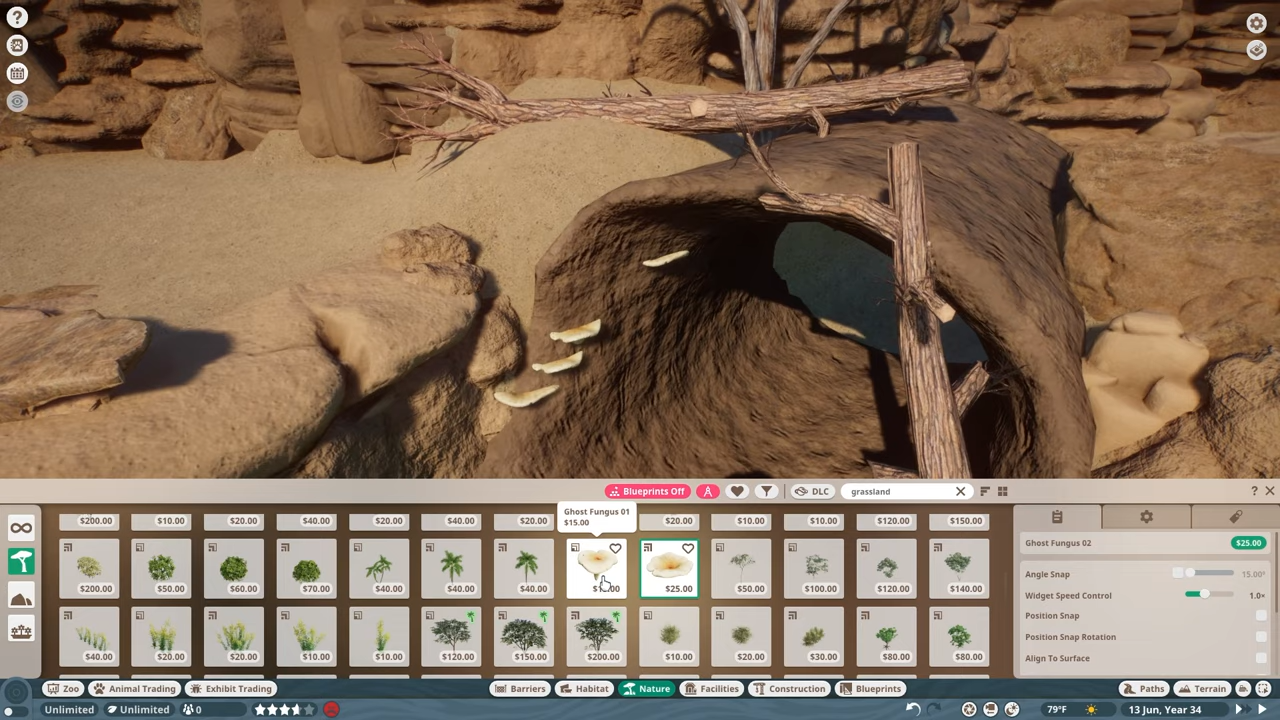 ?
Blueprints Off
DLC
grassland
? ×
$200.00 $10.00 $20.00 $40.00 $20.00 $40.00 $20.00 $20.00 $10.00 $10.00 $120.00 $150.00
Ghost Fungus 01
$15.00
$200.00 $50.00 $60.00 $70.00 $40.00 $40.00 $40.00 $25.00 $50.00 $100.00 $120.00 $140.00
$40.00 $20.00 $20.00 $10.00 $10.00 $120.00 $150.00 $200.00 $10.00 $20.00 $30.00 $80.00 $80.00
Ghost Fungus 02 $25.00
Angle Snap 15.00°
Widget Speed Control 1.0×
Position Snap
Position Snap Rotation
Align To Surface
Zoo Animal Trading Exhibit Trading Barriers Habitat Nature Facilities Construction Blueprints Paths Terrain
Unlimited Unlimited 0 79°F 13 Jun, Year 34